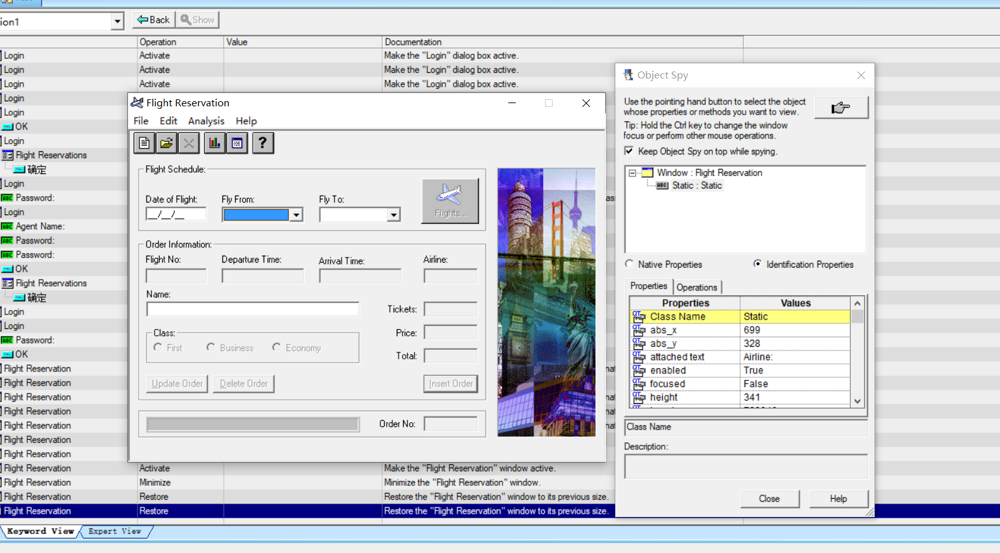 ion1
Back
Show
Operation
Value
Documentation
Login
Activate
Make the "Login" dialog box active.
Login
Activate
Make the "Login" dialog box active.
Login
Activate
Make the "Login" dialog box active.
Login
Login
OK
Login
Flight Reservations
确定
Login
Password:
Login
Agent Name:
Password:
Password:
OK
Flight Reservations
确定
Login
Login
Password:
OK
Flight Reservation
Flight Reservation
Flight Reservation
Flight Reservation
Flight Reservation
Flight Reservation
Flight Reservation
Flight Reservation
Activate
Make the "Flight Reservation" window active.
Flight Reservation
Minimize
Minimize the "Flight Reservation" window.
Flight Reservation
Restore
Restore the "Flight Reservation" window to its previous size.
Flight Reservation
Restore
Restore the "Flight Reservation" window to its previous size.
Keyword View
Expert View
Flight Reservation
File Edit Analysis Help
Flight Schedule:
Date of Flight:
Fly From:
Fly To:
__/__/__
Flights...
Order Information:
Flight No:
Departure Time:
Arrival Time:
Airline:
Name:
Tickets:
Class:
First
Business
Economy
Price:
Total:
Update Order
Delete Order
Insert Order
Order No:
Object Spy
Use the pointing hand button to select the object
whose properties or methods you want to view.
Tip: Hold the Ctrl key to change the window
focus or perform other mouse operations.
Keep Object Spy on top while spying.
Window : Flight Reservation
ABC Static : Static
Native Properties
Identification Properties
Properties
Operations
Properties
Values
Class Name
Static
abs_x
699
abs_y
328
attached text
Airline:
enabled
True
focused
False
height
341
Class Name
Description:
Close
Help